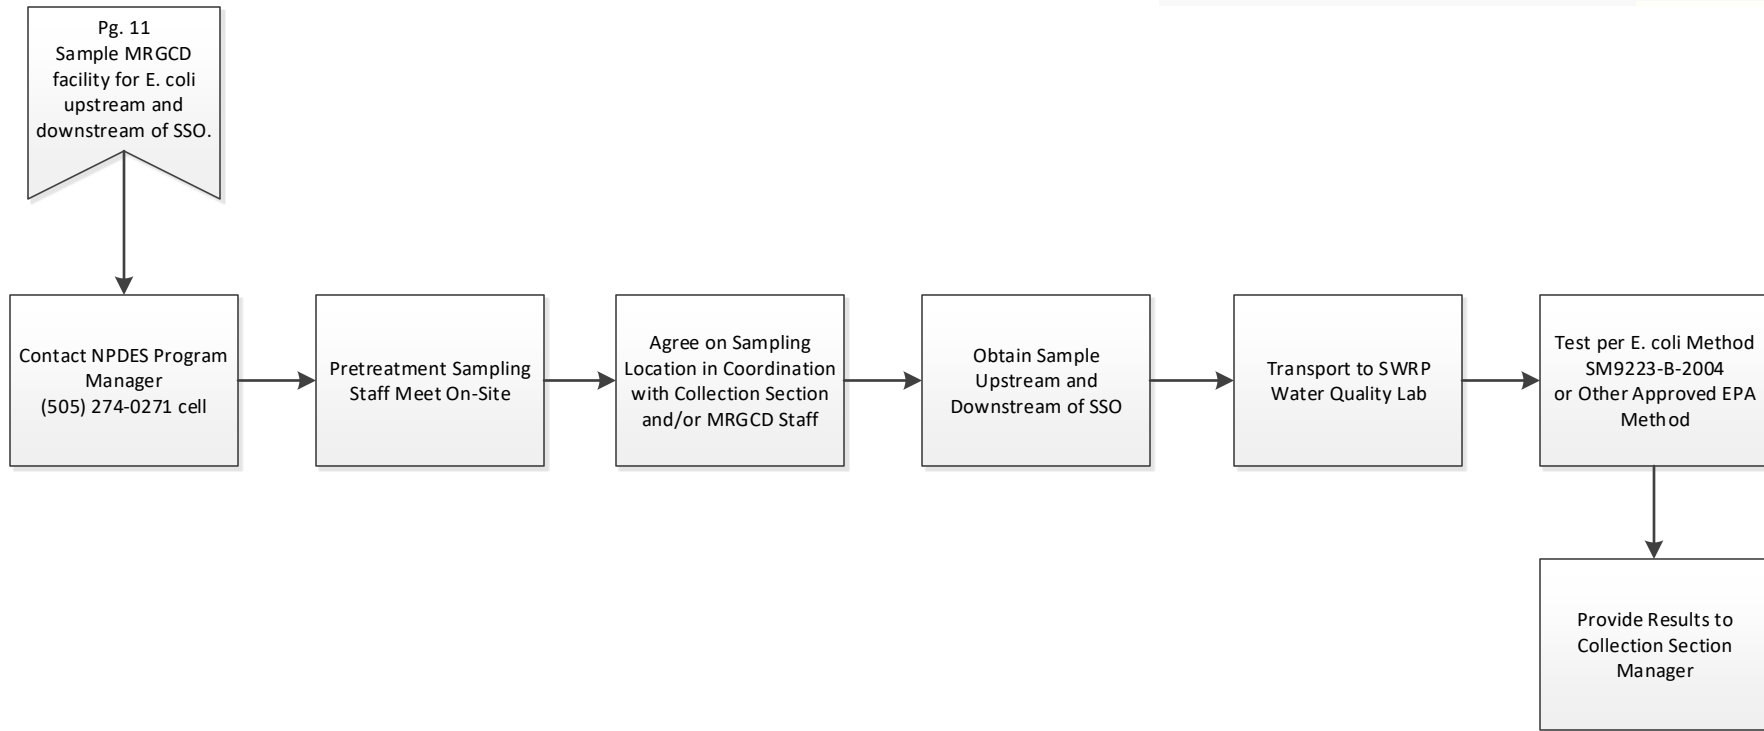 Pg. 11
Sample MRGCD
facility for E. coli
upstream and
downstream of SSO.
Contact NPDES Program
Manager
(505) 274-0271 cell
Pretreatment Sampling
Staff Meet On-Site
Agree on Sampling
Location in Coordination
with Collection Section
and/or MRGCD Staff
Obtain Sample
Upstream and
Downstream of SSO
Transport to SWRP
Water Quality Lab
Test per E. coli Method
SM9223-B-2004
or Other Approved EPA
Method
Provide Results to
Collection Section
Manager